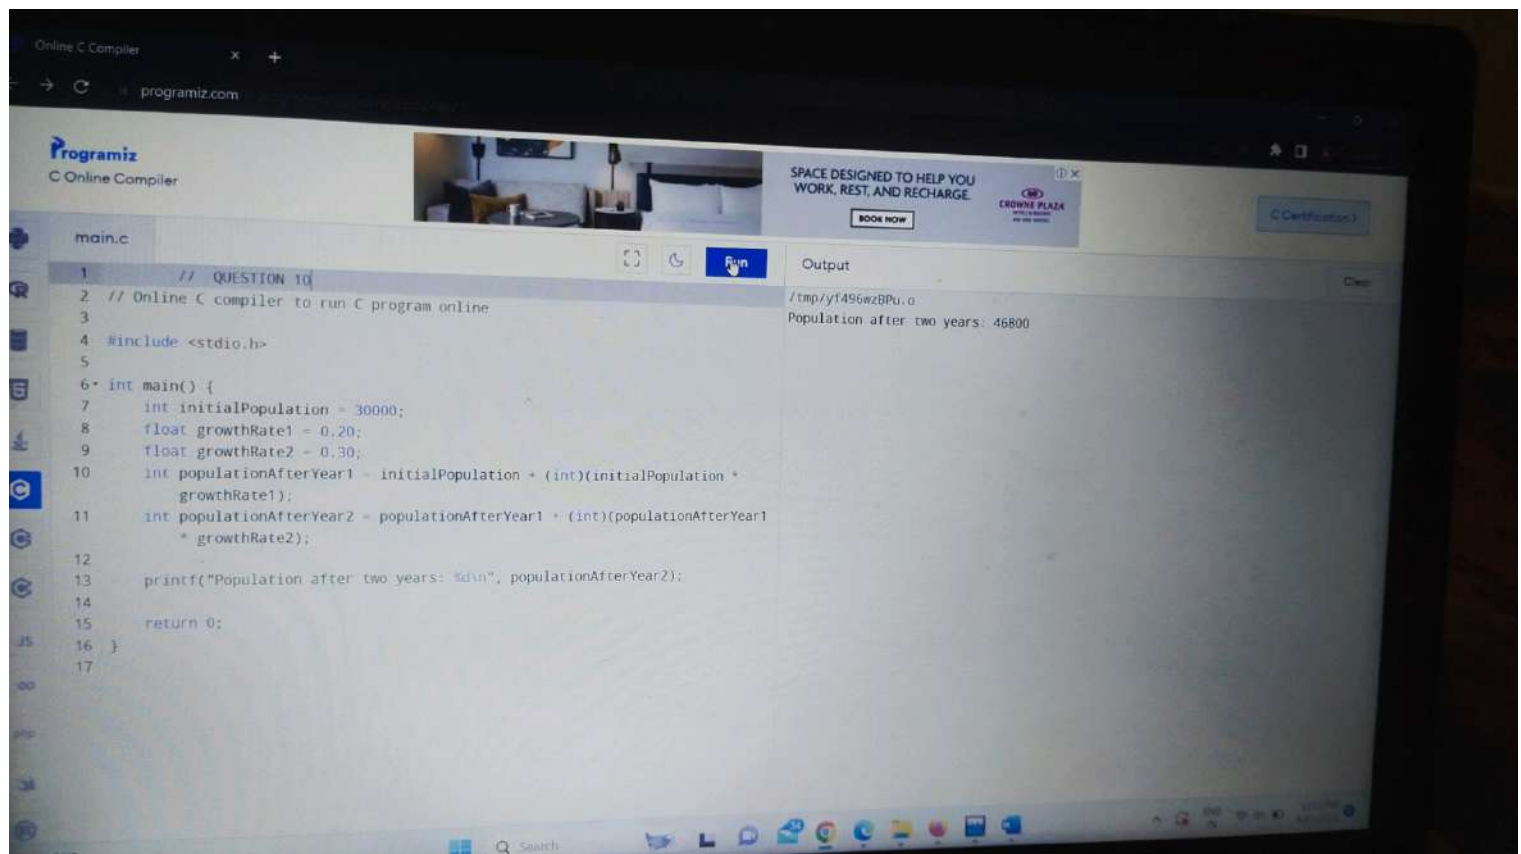 Online C Compiler
programiz.com
Programiz
C Online Compiler
SPACE DESIGNED TO HELP YOU
WORK, REST, AND RECHARGE.
BOOK NOW
CROWNE PLAZA
C Certification >
main.c
Run
Output
Clear
1 // QUESTION 10
2 // Online C compiler to run C program online
3
4 #include <stdio.h>
5
6 int main() {
7 int initialPopulation = 30000;
8 float growthRate1 = 0.20;
9 float growthRate2 = 0.30;
10 int populationAfterYear1 = initialPopulation + (int)(initialPopulation *
growthRate1);
11 int populationAfterYear2 = populationAfterYear1 + (int)(populationAfterYear1
* growthRate2);
12
13 printf("Population after two years: %d\n", populationAfterYear2);
14
15 return 0;
16 }
17
/tmp/yf496wzBPu.o
Population after two years: 46800
JS
php
Search